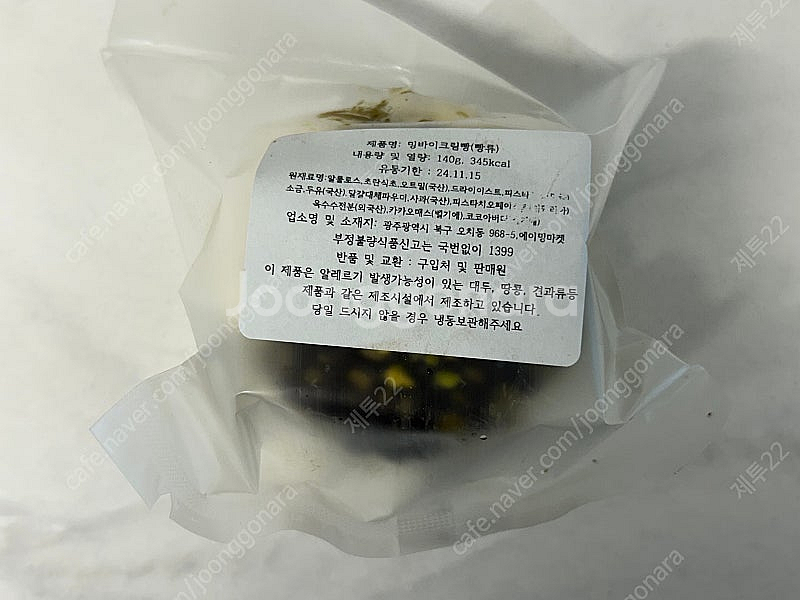 제품명: 밍바이크림빵(빵류)
내용량 및 열량: 140g, 345kcal
유통기한 : 24.11.15
원재료명:알룰로스,초란식초,오트밀(국산),드라이이스트,피스타
소금,두유(국산),달걀대체파우더,사과(국산),피스타치오페이
옥수수전분(외국산),카카오매스(벨기에),코코아버터
업소명 및 소재지: 광주광역시 북구 오치동 968-5,에이밍마켓
부정불량식품신고는 국번없이 1399
반품 및 교환 : 구입처 및 판매원
이 제품은 알레르기 발생가능성이 있는 대두, 땅콩, 견과류등
제품과 같은 제조시설에서 제조하고 있습니다.
당일 드시지 않을 경우 냉동보관해주세요
joonggonara
cafe.naver.com/joonggonara
제투22